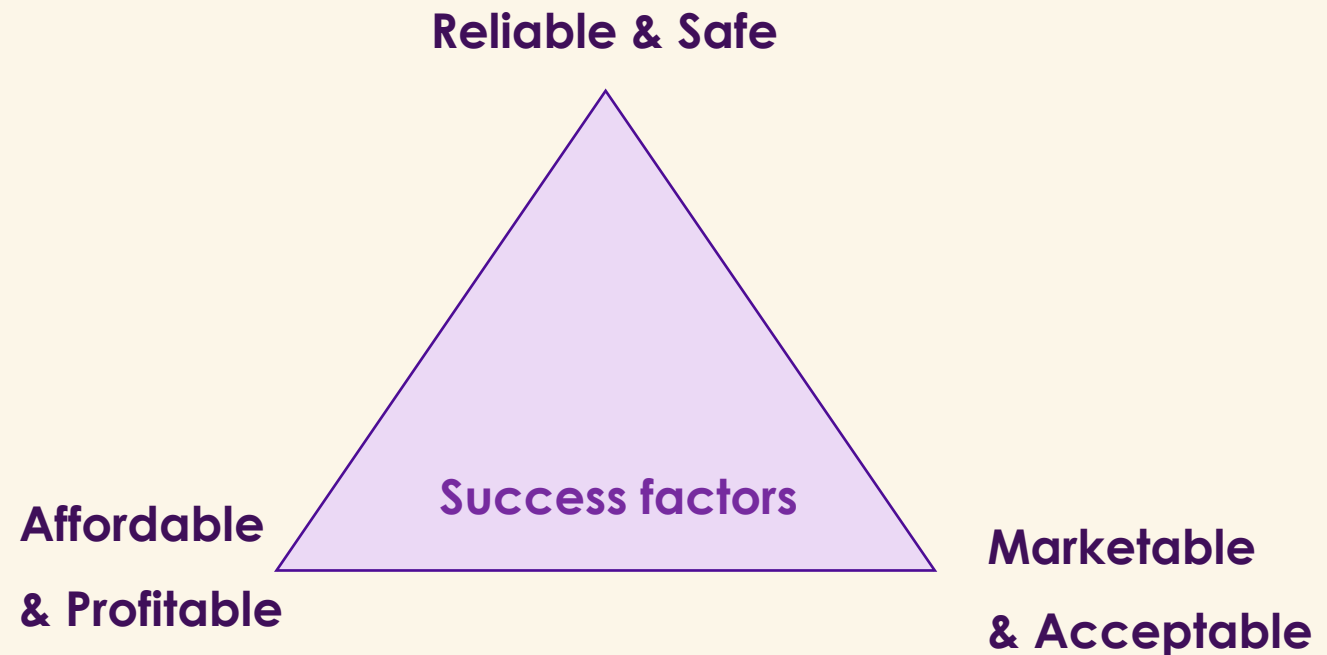 Reliable & Safe
Success factors
Affordable
& Profitable
Marketable
& Acceptable